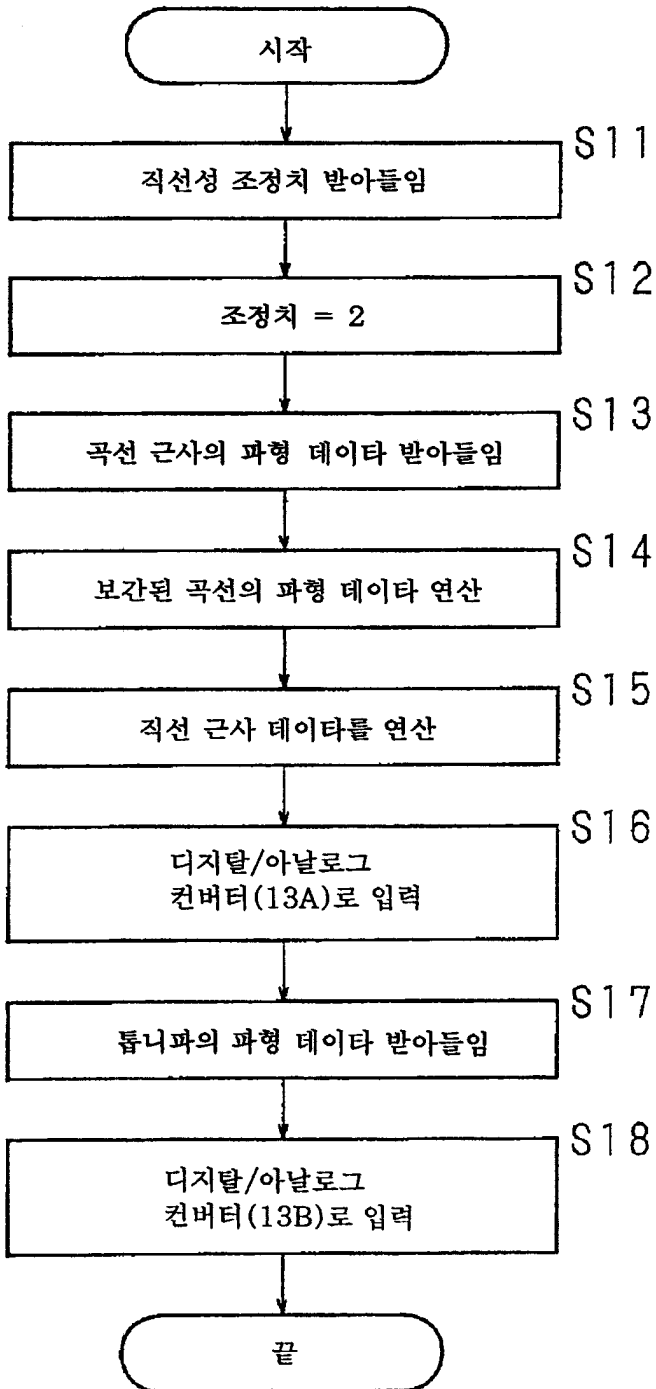 시작
S11
직선성 조정치 받아들임
S12
조정치 = 2
S13
곡선 근사의 파형 데이타 받아들임
S14
보간된 곡선의 파형 데이타 연산
S15
직선 근사 데이타를 연산
S16
디지탈/아날로그
컨버터(13A)로 입력
S17
톱니파의 파형 데이타 받아들임
S18
디지탈/아날로그
컨버터(13B)로 입력
끝